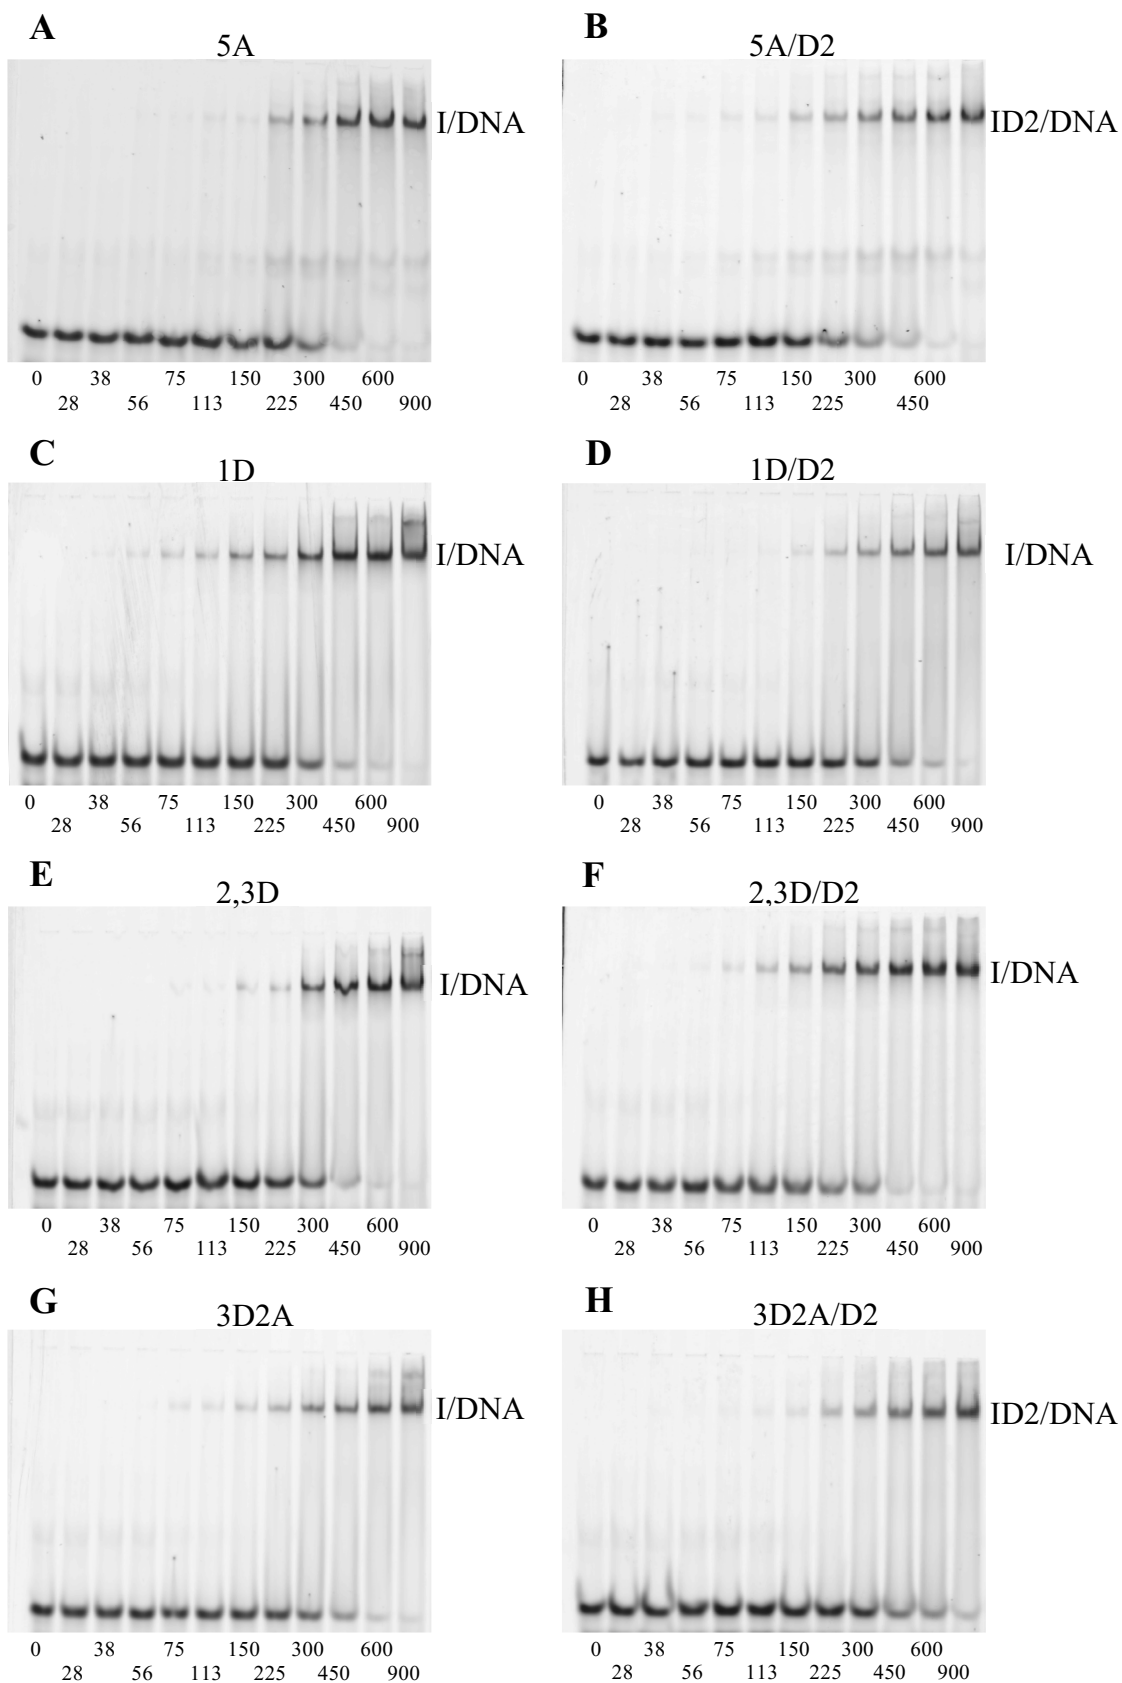 A
5A
I/DNA
0 38 75 150 300 600
28 56 113 225 450 900
B
5A/D2
ID2/DNA
0 38 75 150 300 600
28 56 113 225 450
C
1D
I/DNA
0 38 75 150 300 600
28 56 113 225 450 900
D
1D/D2
I/DNA
0 38 75 150 300 600
28 56 113 225 450 900
E
2,3D
I/DNA
0 38 75 150 300 600
28 56 113 225 450 900
F
2,3D/D2
I/DNA
0 38 75 150 300 600
28 56 113 225 450 900
G
3D2A
I/DNA
0 38 75 150 300 600
28 56 113 225 450 900
H
3D2A/D2
ID2/DNA
0 38 75 150 300 600
28 56 113 225 450 900